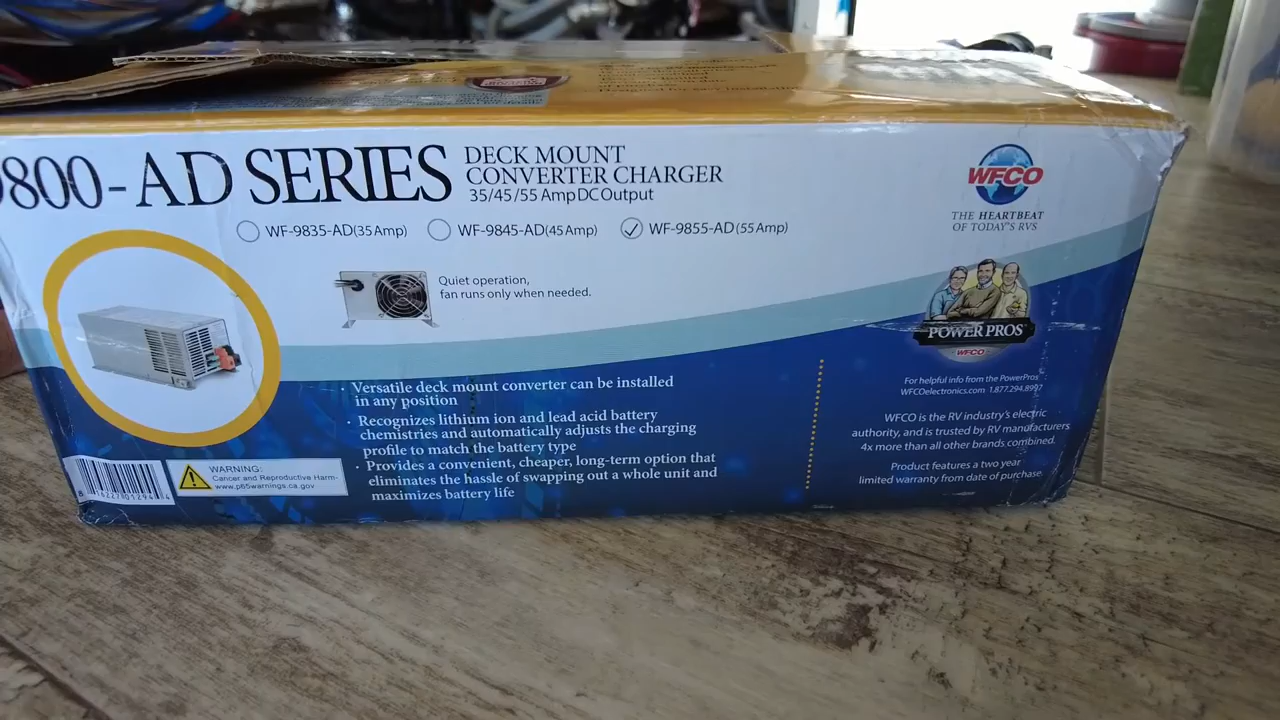 9800-AD SERIES
DECK MOUNT
CONVERTER CHARGER
35/45/55 Amp DC Output
WF-9835-AD (35 Amp)
WF-9845-AD (45 Amp)
WF-9855-AD (55 Amp)
WFCO
THE HEARTBEAT
OF TODAY'S RVS
Quiet operation,
fan runs only when needed.
POWER PROS
WFCO
· Versatile deck mount converter can be installed
in any position
· Recognizes lithium ion and lead acid battery
chemistries and automatically adjusts the charging
profile to match the battery type
· Provides a convenient, cheaper, long-term option that
eliminates the hassle of swapping out a whole unit and
maximizes battery life
For helpful info from the PowerPros
WFCOelectronics.com 1.877.294.8997
WFCO is the RV industry's electric
authority, and is trusted by RV manufacturers
4x more than all other brands combined.
Product features a two year
limited warranty from date of purchase.
WARNING:
Cancer and Reproductive Harm-
www.p65warnings.ca.gov